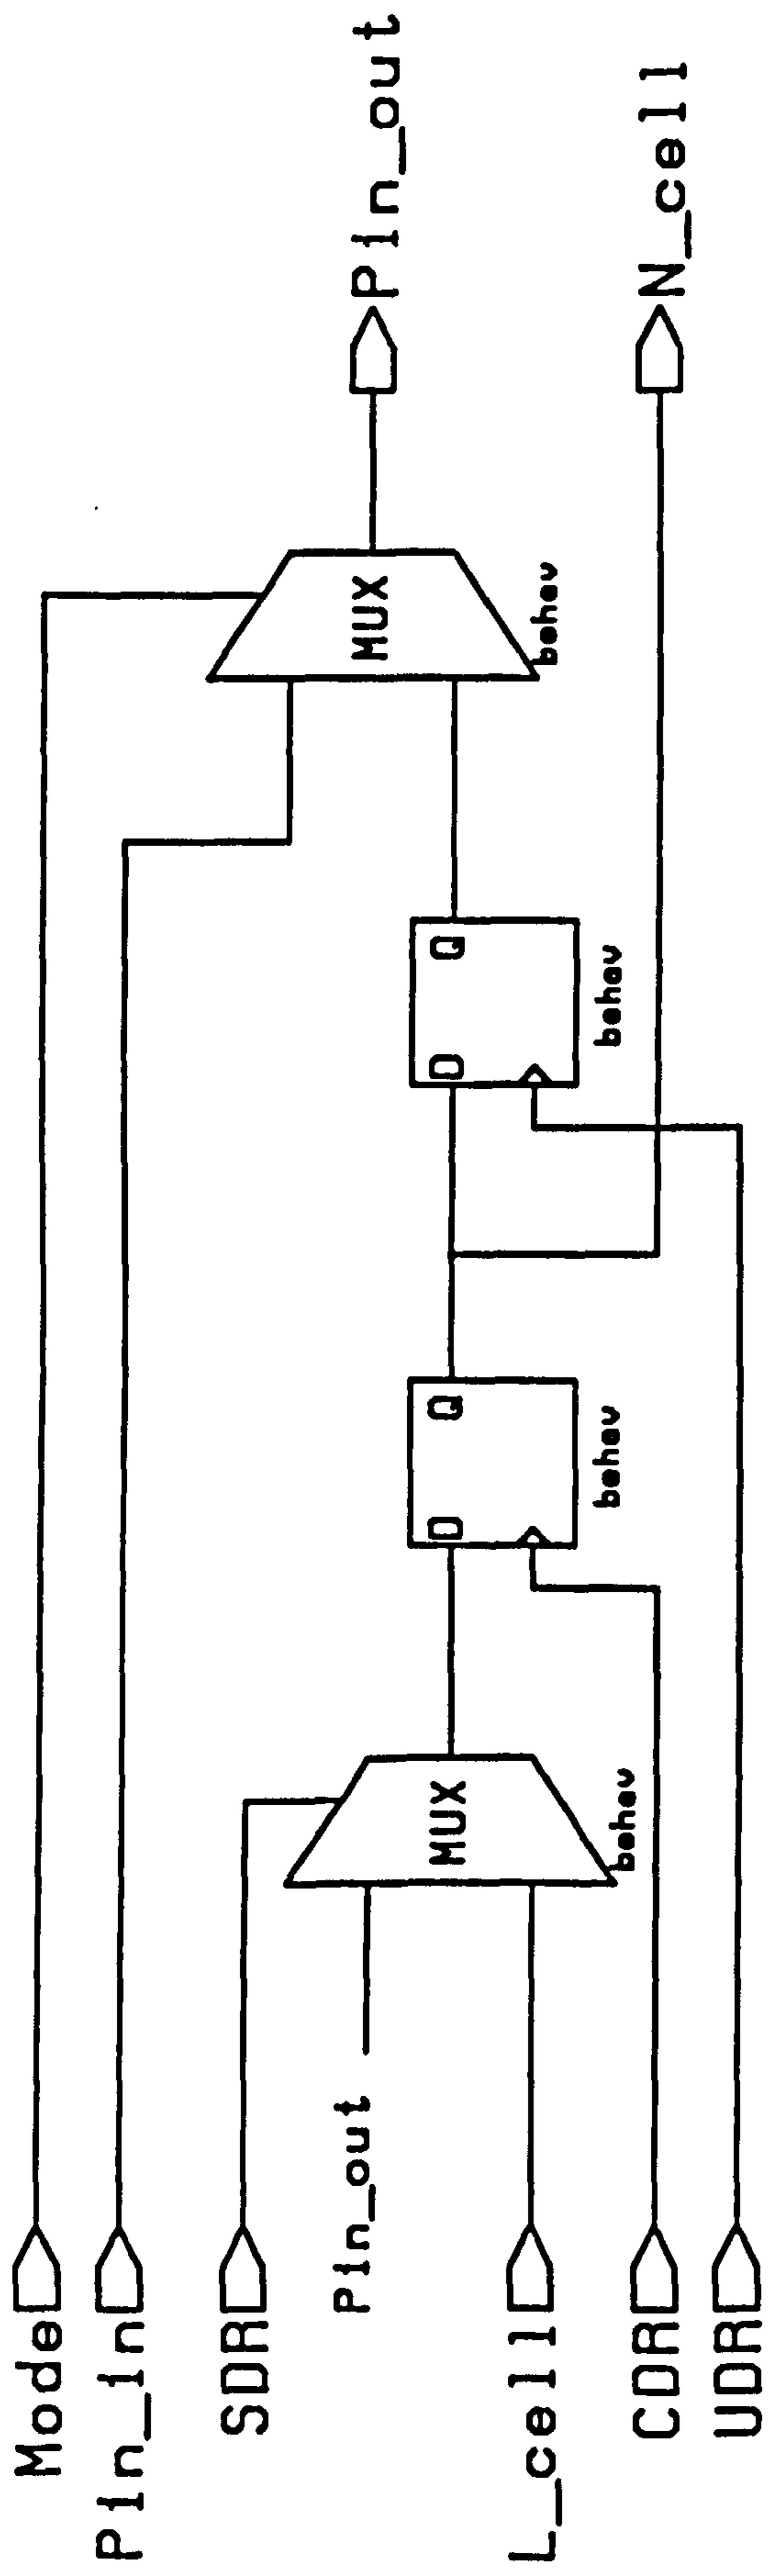 Mode
Pin_in
SDR
Pin_out
L_cell
CDR
UDR
MUX
behav
D
Q
behav
D
Q
behav
MUX
behav
Pin_out
N_cell